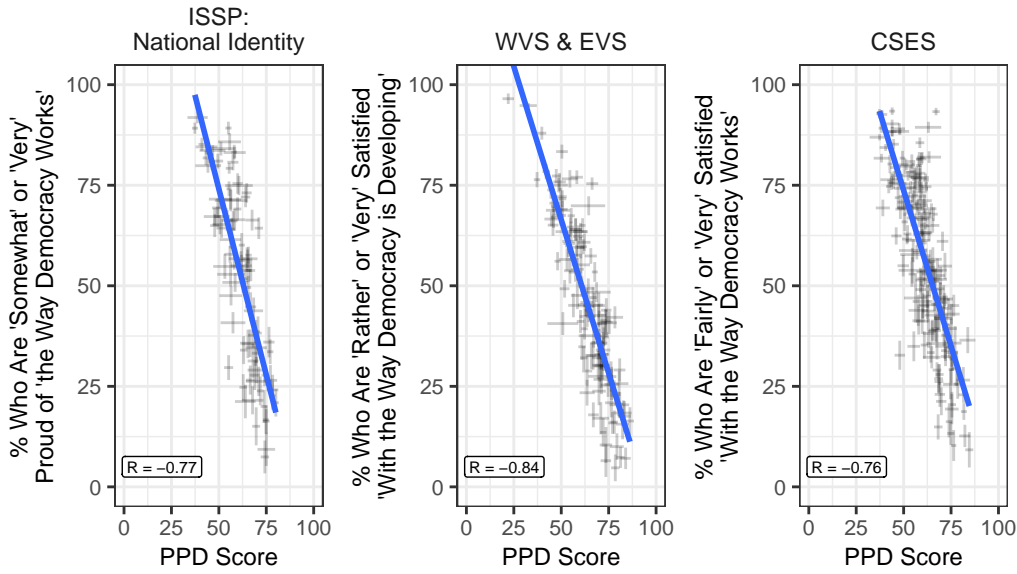 ISSP:
National Identity
% Who Are 'Somewhat' or 'Very'
Proud of 'the Way Democracy Works'
100
75
50
25
0
R = −0.77
0 25 50 75 100
PPD Score
WVS & EVS
% Who Are 'Rather' or 'Very' Satisfied
'With the Way Democracy is Developing'
100
75
50
25
0
R = −0.84
0 25 50 75 100
PPD Score
CSES
% Who Are 'Fairly' or 'Very' Satisfied
'With the Way Democracy Works'
100
75
50
25
0
R = −0.76
0 25 50 75 100
PPD Score